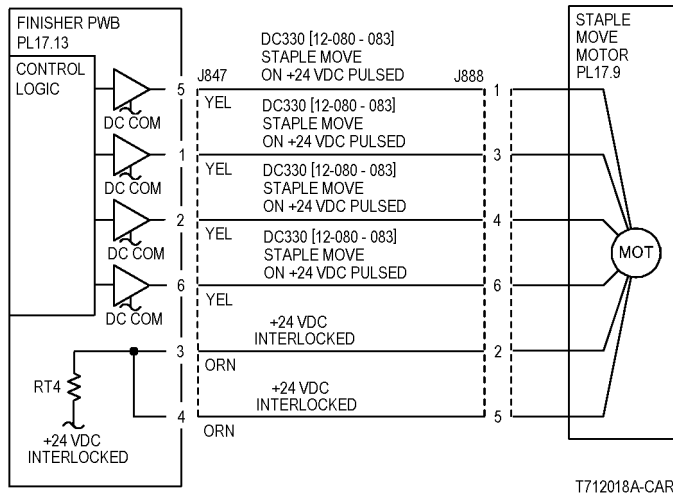 FINISHER PWB
PL17.13
CONTROL
LOGIC
DC COM
DC COM
DC COM
DC COM
RT4
+24 VDC
INTERLOCKED
5
1
2
6
3
4
J847
YEL
YEL
YEL
YEL
ORN
ORN
DC330 [12-080 - 083]
STAPLE MOVE
ON +24 VDC PULSED
DC330 [12-080 - 083]
STAPLE MOVE
ON +24 VDC PULSED
DC330 [12-080 - 083]
STAPLE MOVE
ON +24 VDC PULSED
DC330 [12-080 - 083]
STAPLE MOVE
ON +24 VDC PULSED
+24 VDC
INTERLOCKED
+24 VDC
INTERLOCKED
J888
1
3
4
6
2
5
STAPLE
MOVE
MOTOR
PL17.9
MOT
T712018A-CAR